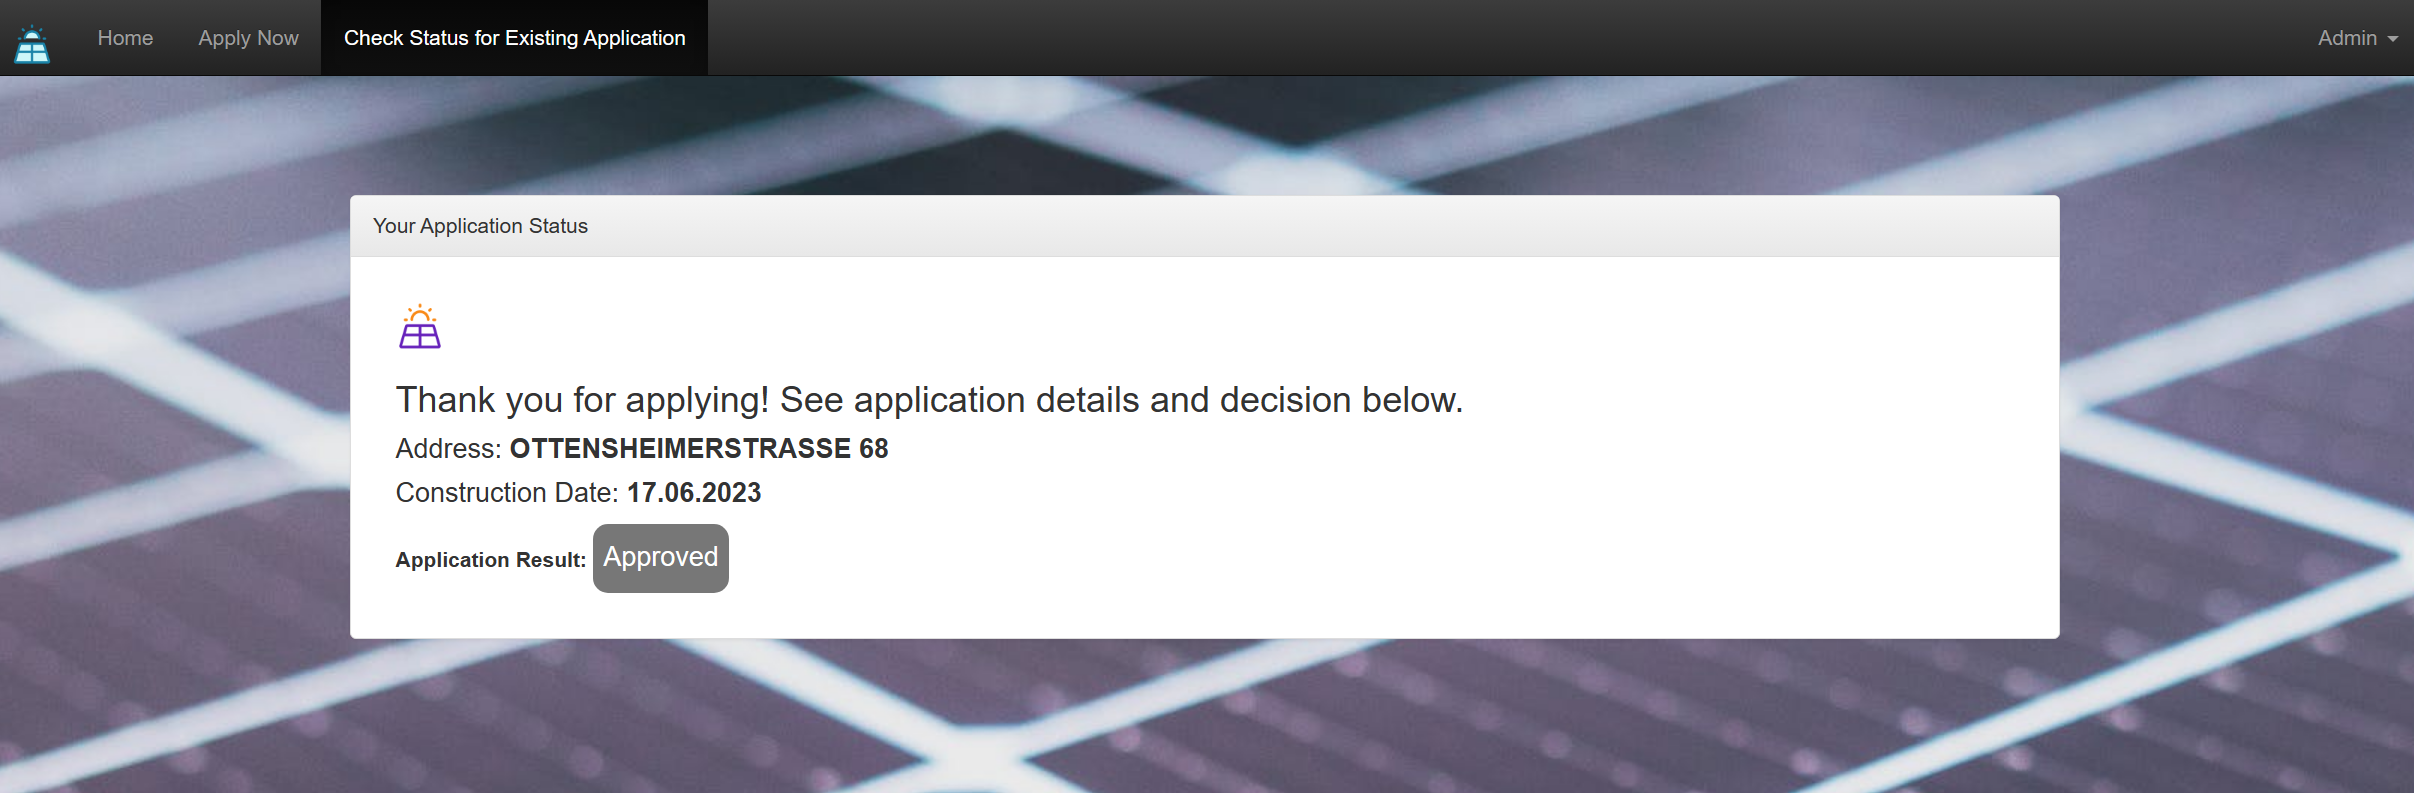 Home Apply Now Check Status for Existing Application Admin
Your Application Status
Thank you for applying! See application details and decision below.
Address: OTTENSHEIMERSTRASSE 68
Construction Date: 17.06.2023
Application Result: Approved